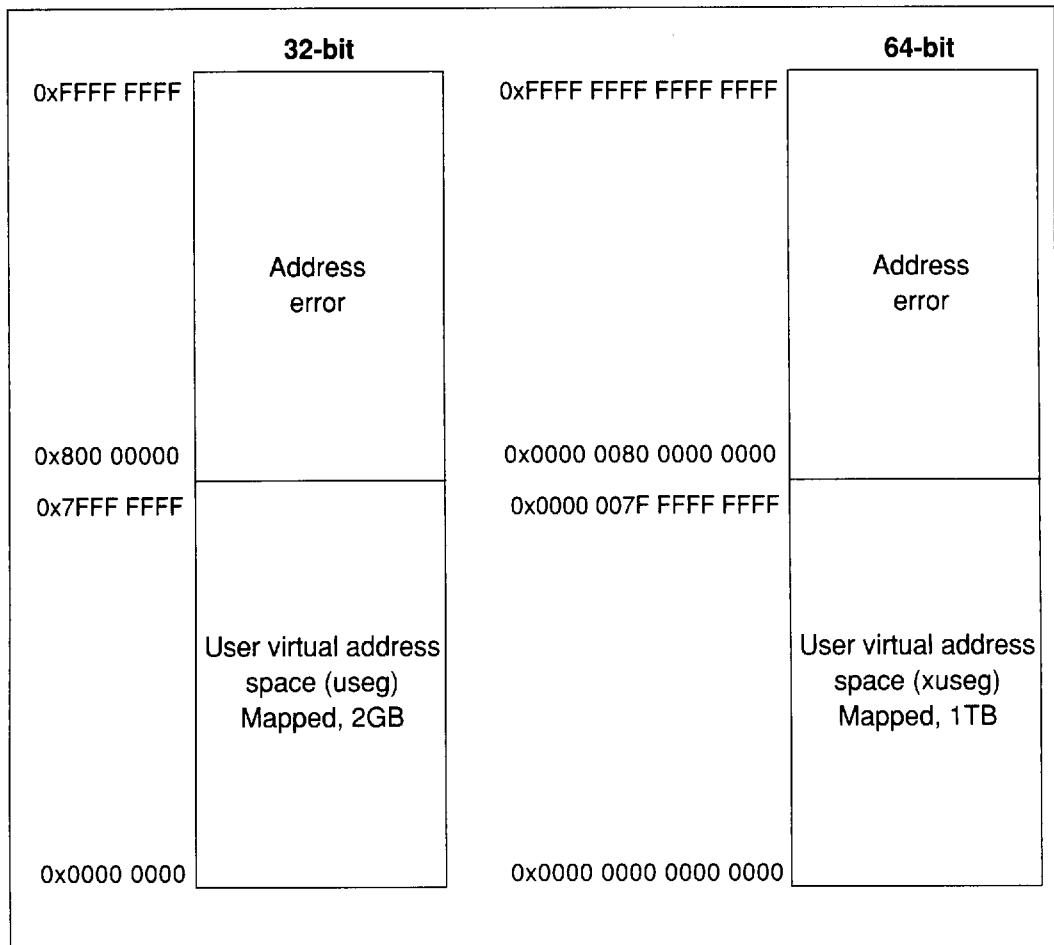 32-bit
64-bit
0xFFFF FFFF
0xFFFF FFFF FFFF FFFF
Address
error
Address
error
0x800 00000
0x0000 0080 0000 0000
0x7FFF FFFF
0x0000 007F FFFF FFFF
User virtual address
space (useg)
Mapped, 2GB
User virtual address
space (xuseg)
Mapped, 1TB
0x0000 0000
0x0000 0000 0000 0000